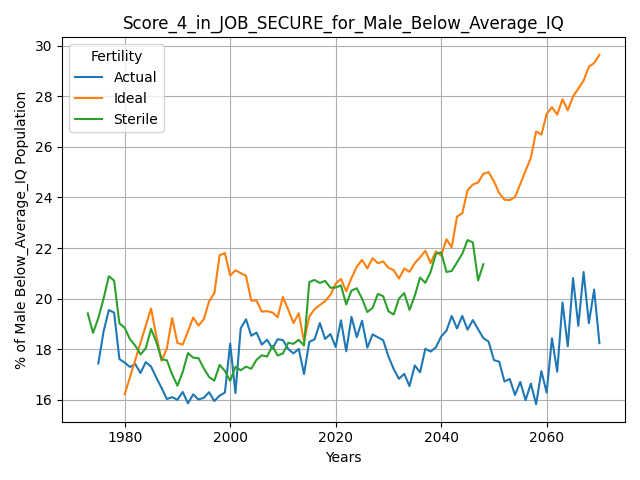 Score_4_in_JOB_SECURE_for_Male_Below_Average_IQ
% of Male Below_Average_IQ Population
30
28
26
24
22
20
18
16
Fertility
Actual
Ideal
Sterile
1980 2000 2020 2040 2060
Years